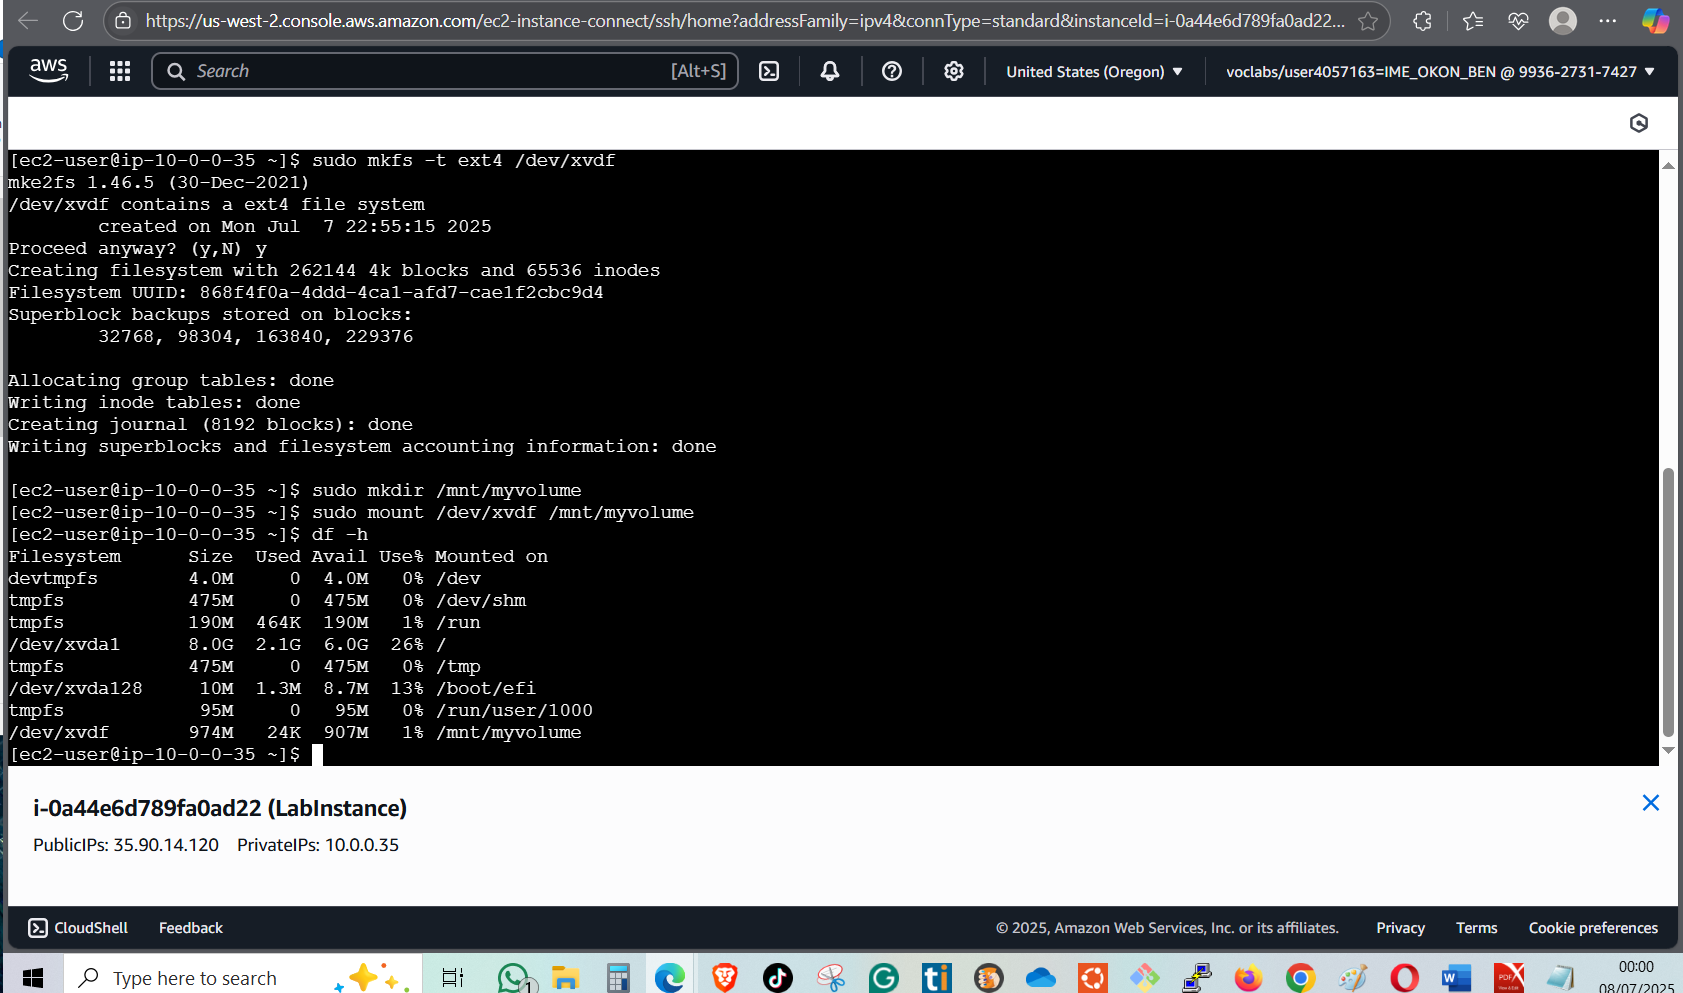 https://us-west-2.console.aws.amazon.com/ec2-instance-connect/ssh/home?addressFamily=ipv4&connType=standard&instanceId=i-0a44e6d789fa0ad22...
aws
Search [Alt+S]
United States (Oregon)
voclabs/user4057163=IME_OKON_BEN @ 9936-2731-7427
[ec2-user@ip-10-0-0-35 ~]$ sudo mkfs -t ext4 /dev/xvdf
mke2fs 1.46.5 (30-Dec-2021)
/dev/xvdf contains a ext4 file system
        created on Mon Jul  7 22:55:15 2025
Proceed anyway? (y,N) y
Creating filesystem with 262144 4k blocks and 65536 inodes
Filesystem UUID: 868f4f0a-4ddd-4ca1-afd7-cae1f2cbc9d4
Superblock backups stored on blocks:
        32768, 98304, 163840, 229376
Allocating group tables: done
Writing inode tables: done
Creating journal (8192 blocks): done
Writing superblocks and filesystem accounting information: done
[ec2-user@ip-10-0-0-35 ~]$ sudo mkdir /mnt/myvolume
[ec2-user@ip-10-0-0-35 ~]$ sudo mount /dev/xvdf /mnt/myvolume
[ec2-user@ip-10-0-0-35 ~]$ df -h
Filesystem      Size  Used Avail Use% Mounted on
devtmpfs        4.0M     0  4.0M   0% /dev
tmpfs           475M     0  475M   0% /dev/shm
tmpfs           190M  464K  190M   1% /run
/dev/xvda1      8.0G  2.1G  6.0G  26% /
tmpfs           475M     0  475M   0% /tmp
/dev/xvda128     10M  1.3M  8.7M  13% /boot/efi
tmpfs            95M     0   95M   0% /run/user/1000
/dev/xvdf       974M   24K  907M   1% /mnt/myvolume
[ec2-user@ip-10-0-0-35 ~]$
i-0a44e6d789fa0ad22 (LabInstance)
PublicIPs: 35.90.14.120 PrivateIPs: 10.0.0.35
CloudShell Feedback
© 2025, Amazon Web Services, Inc. or its affiliates. Privacy Terms Cookie preferences
Type here to search
1
G
ti
W
PDF
00:00
08/07/2025